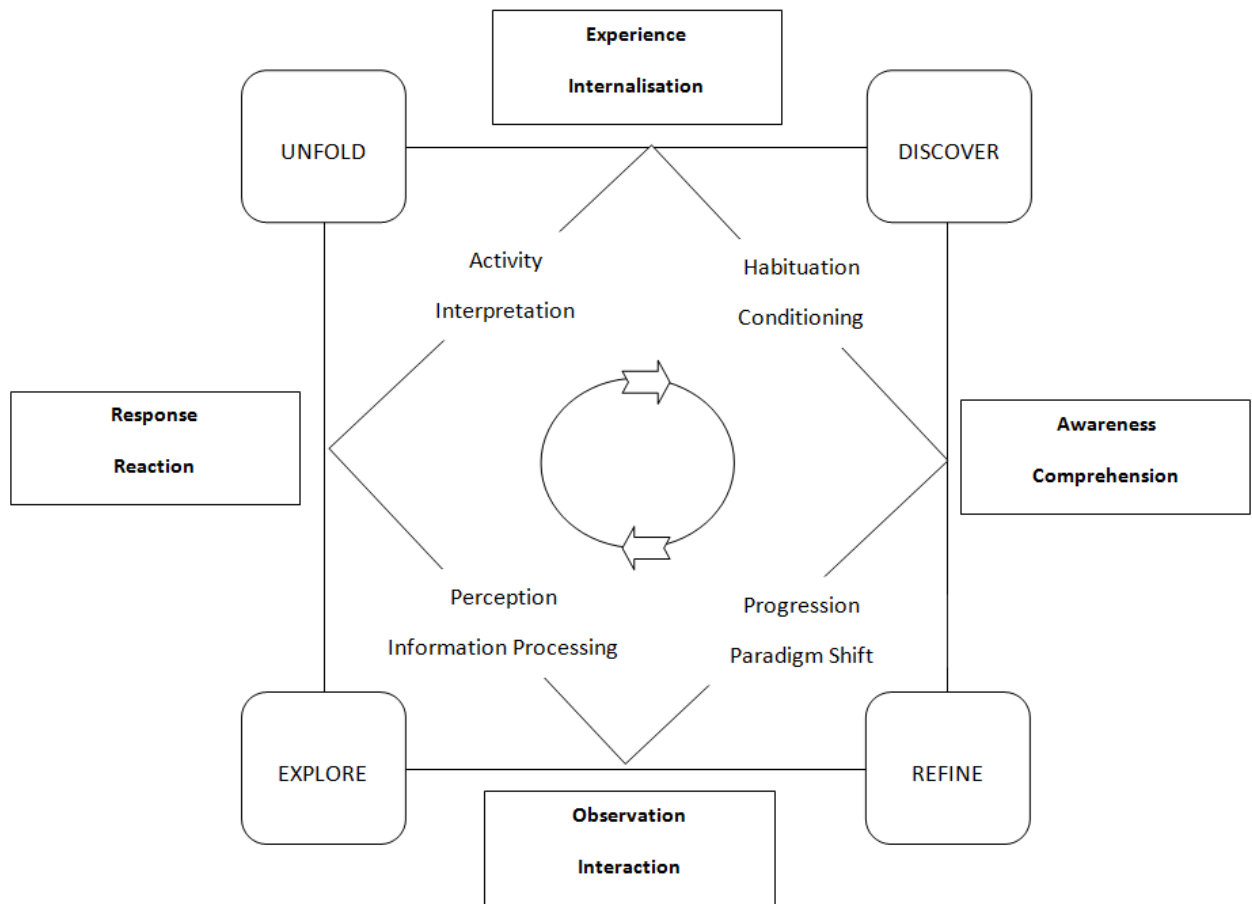 Experience
Internalisation
UNFOLD
DISCOVER
Activity
Interpretation
Habituation
Conditioning
Response
Reaction
Awareness
Comprehension
Perception
Information Processing
Progression
Paradigm Shift
EXPLORE
REFINE
Observation
Interaction